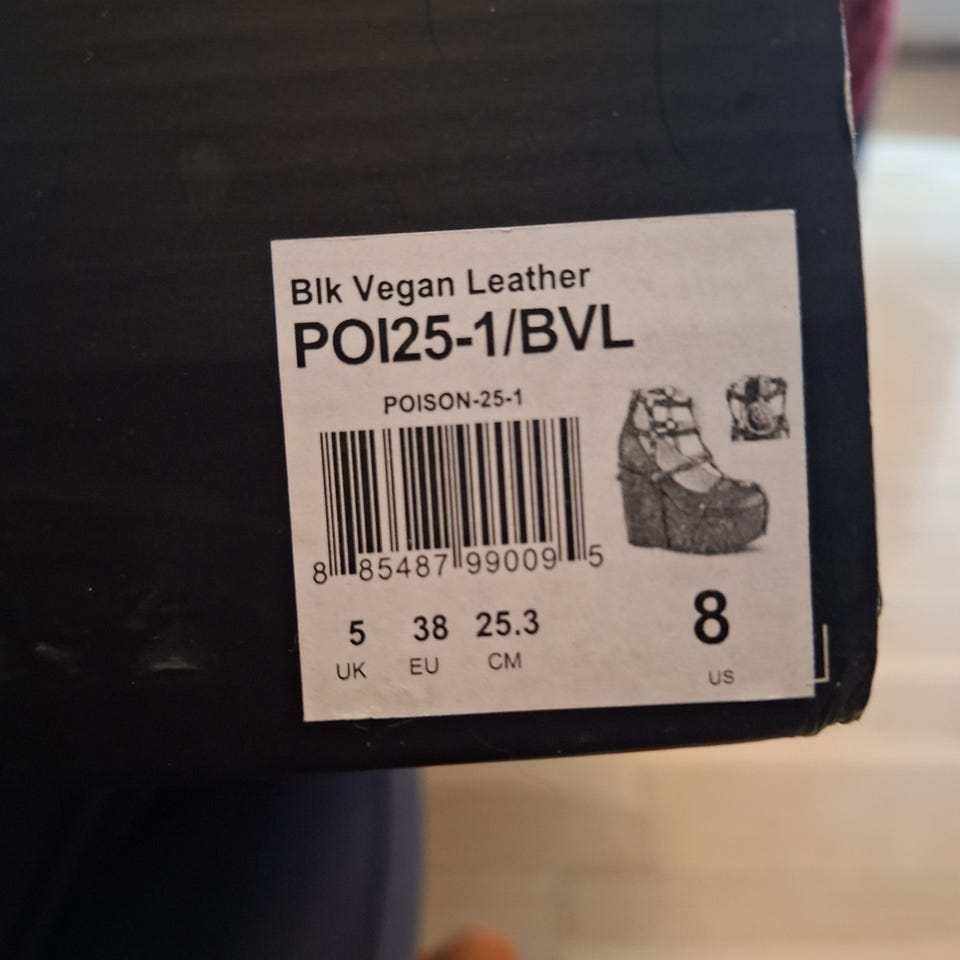 Blk Vegan Leather
POI25-1/BVL
POISON-25-1
8 85487 99009 5
5 38 25.3 8
UK EU CM US